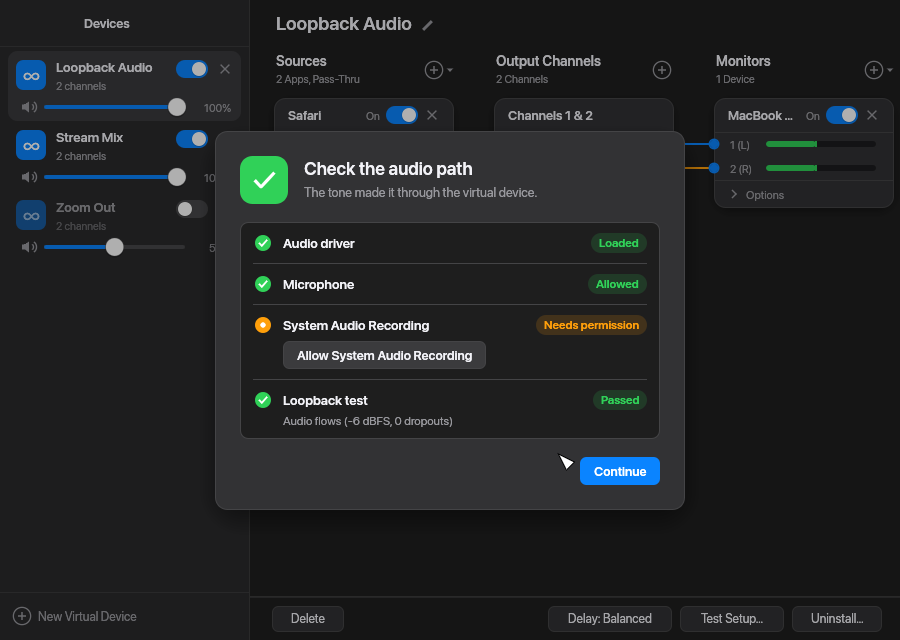 Devices
Loopback Audio
2 channels
100%
Stream Mix
2 channels
10
Zoom Out
2 channels
5
New Virtual Device
Loopback Audio
Sources
2 Apps, Pass-Thru
Output Channels
2 Channels
Monitors
1 Device
Safari
On
Channels 1 & 2
MacBook ...
On
1 (L)
2 (R)
Options
Check the audio path
The tone made it through the virtual device.
Audio driver
Loaded
Microphone
Allowed
System Audio Recording
Needs permission
Allow System Audio Recording
Loopback test
Passed
Audio flows (-6 dBFS, 0 dropouts)
Continue
Delete
Delay: Balanced
Test Setup...
Uninstall...